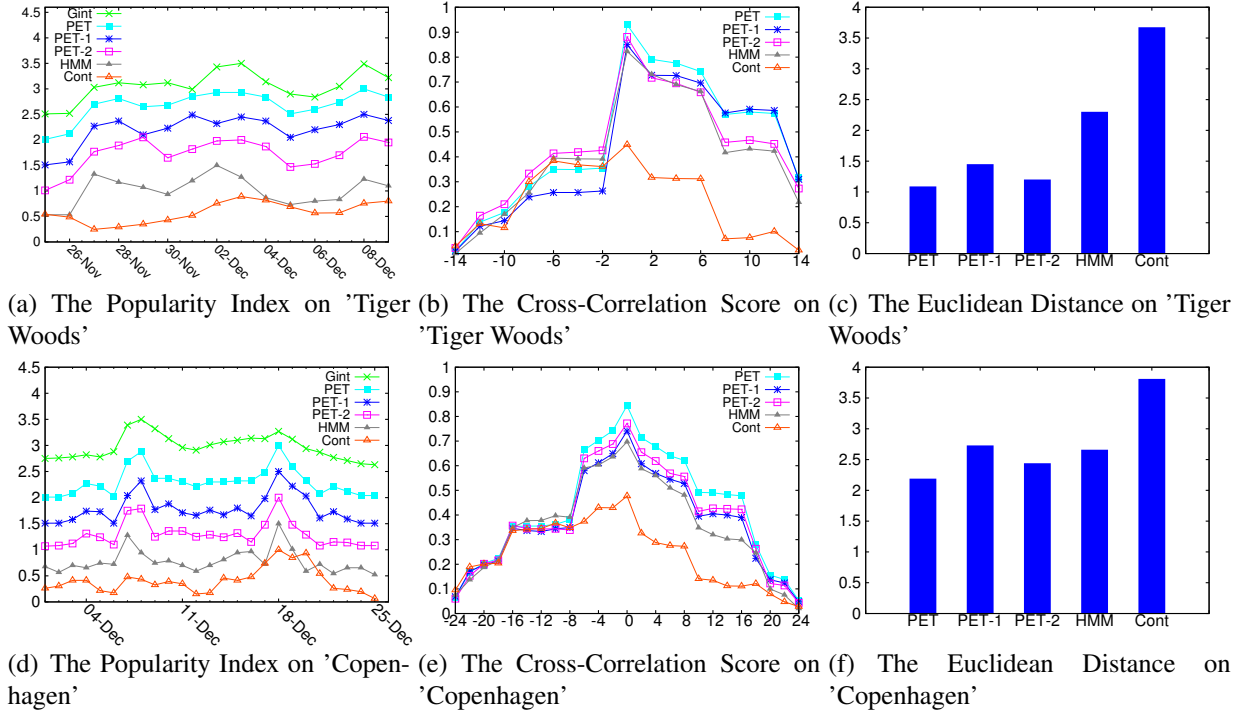 4.5
4
3.5
3
2.5
2
1.5
1
0.5
0
Gint
PET
PET-1
PET-2
HMM
Cont
26-Nov
28-Nov
30-Nov
02-Dec
04-Dec
06-Dec
08-Dec
(a) The Popularity Index on 'Tiger
Woods'
1
0.9
0.8
0.7
0.6
0.5
0.4
0.3
0.2
0.1
PET
PET-1
PET-2
HMM
Cont
-14 -10 -6 -2 2 6 10 14
(b) The Cross-Correlation Score on
'Tiger Woods'
4
3.5
3
2.5
2
1.5
1
0.5
0
PET PET-1 PET-2 HMM Cont
(c) The Euclidean Distance on 'Tiger
Woods'
4.5
4
3.5
3
2.5
2
1.5
1
0.5
0
Gint
PET
PET-1
PET-2
HMM
Cont
04-Dec
11-Dec
18-Dec
25-Dec
(d) The Popularity Index on 'Copen-
hagen'
1
0.9
0.8
0.7
0.6
0.5
0.4
0.3
0.2
0.1
0
PET
PET-1
PET-2
HMM
Cont
-24 -20 -16 -12 -8 -4 0 4 8 12 16 20 24
(e) The Cross-Correlation Score on
'Copenhagen'
4
3.5
3
2.5
2
1.5
1
0.5
0
PET PET-1 PET-2 HMM Cont
(f) The Euclidean Distance on
'Copenhagen'